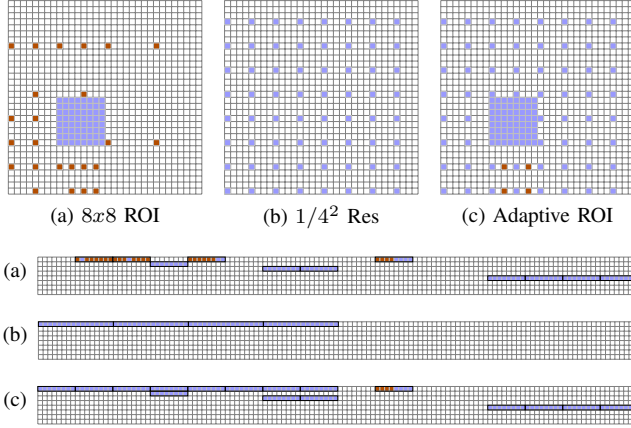 (a) 8x8 ROI
(b) 1/4² Res
(c) Adaptive ROI
(a)
(b)
(c)